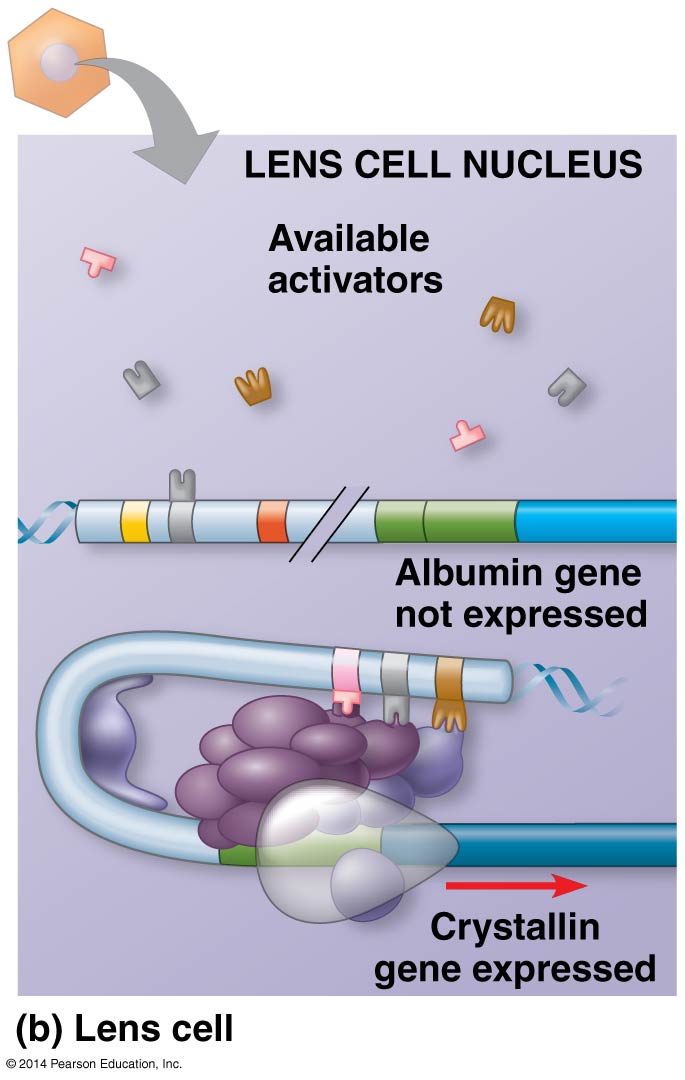 LENS CELL NUCLEUS
Available
activators
Albumin gene
not expressed
Crystallin
gene expressed
(b) Lens cell
© 2014 Pearson Education, Inc.